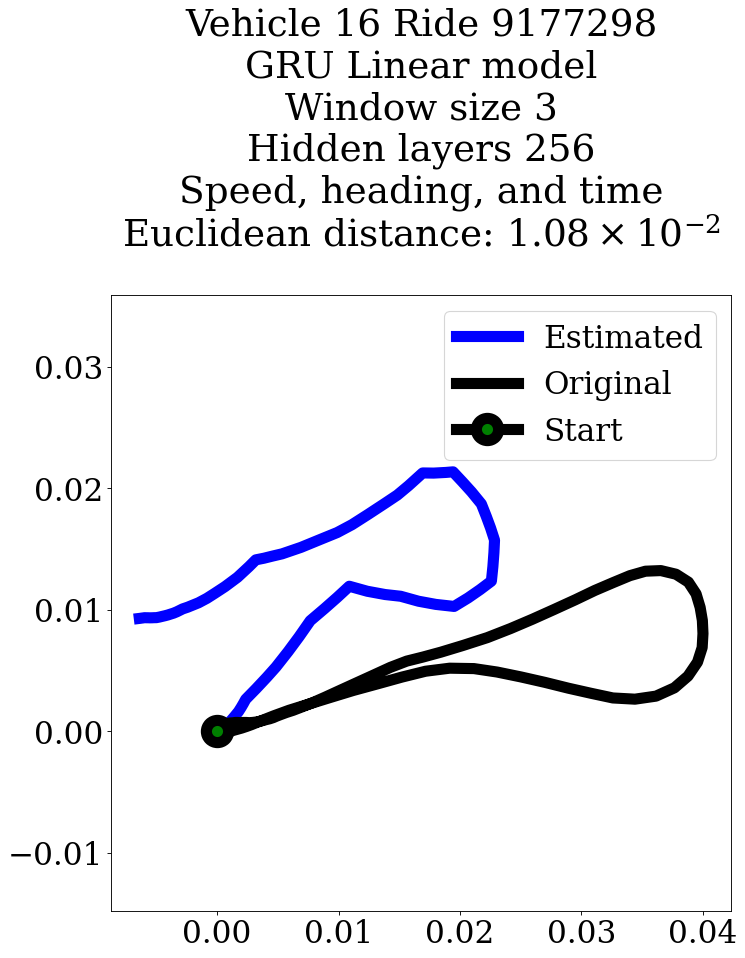 Vehicle 16 Ride 9177298
GRU Linear model
Window size 3
Hidden layers 256
Speed, heading, and time
Euclidean distance: 1.08 × 10⁻²
Estimated
Original
Start
0.03
0.02
0.01
0.00
−0.01
0.00 0.01 0.02 0.03 0.04